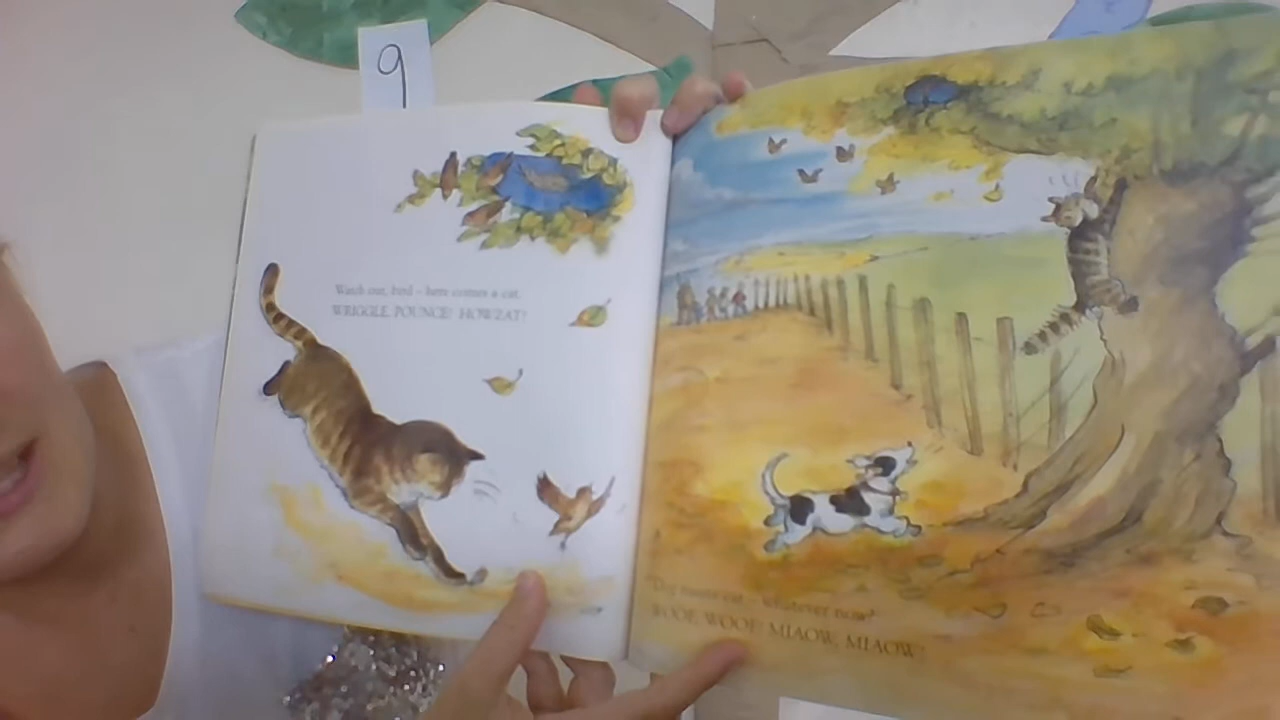 9
Watch out, bird - here comes a cat.
WRIGGLE, POUNCE! HOWZAT?
Dog meets cat - whatever now?
WOOF, WOOF! MIAOW, MIAOW!